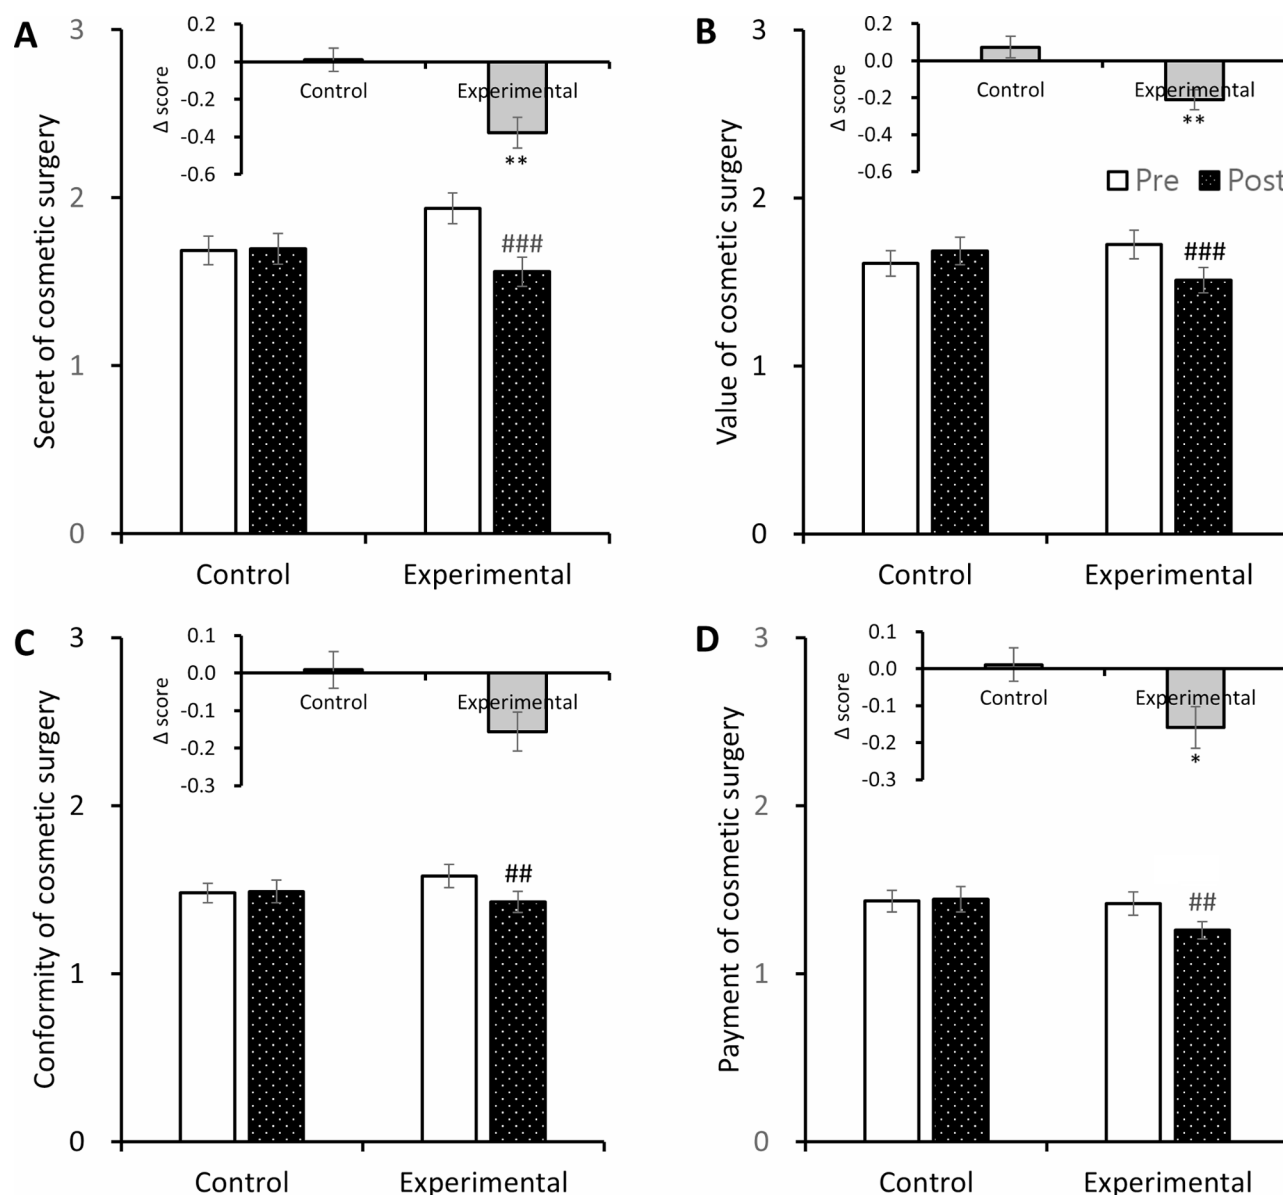 A
Secret of cosmetic surgery
3
2
1
0
Δ score
0.2
0.0
-0.2
-0.4
-0.6
Control
Experimental
**
###
Control
Experimental
B
Value of cosmetic surgery
3
2
1
0
Δ score
0.2
0.0
-0.2
-0.4
-0.6
Control
Experimental
**
Pre
Post
###
Control
Experimental
C
Conformity of cosmetic surgery
3
2
1
0
Δ score
0.1
0.0
-0.1
-0.2
-0.3
Control
Experimental
##
Control
Experimental
D
Payment of cosmetic surgery
3
2
1
0
Δ score
0.1
0.0
-0.1
-0.2
-0.3
Control
Experimental
*
##
Control
Experimental